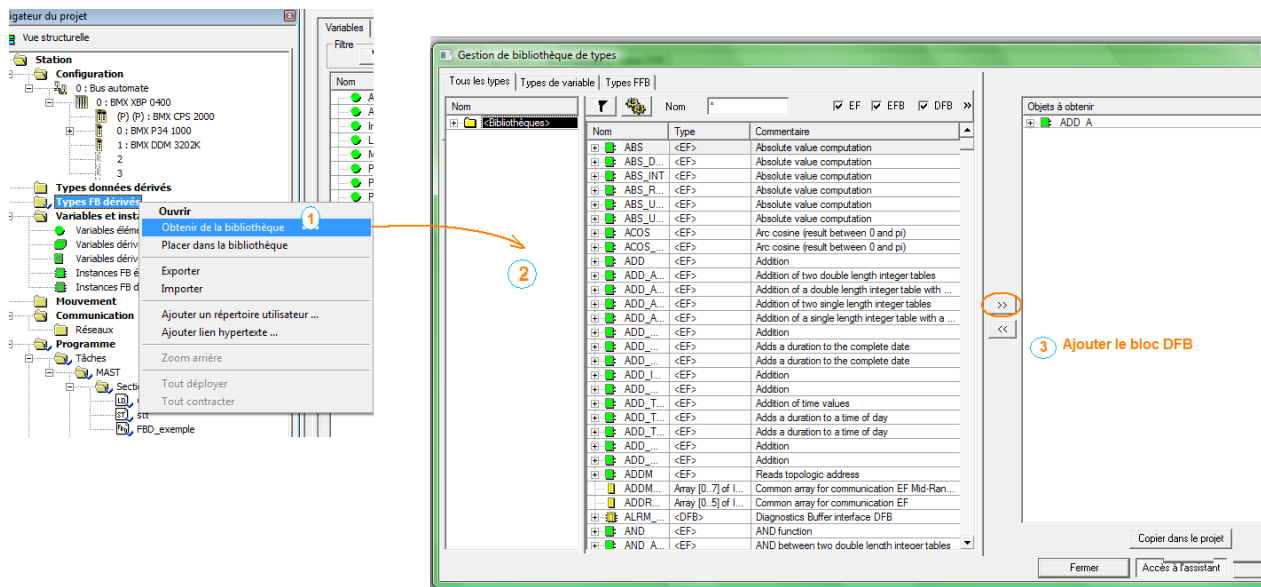 igateur du projet
Vue structurelle
Station
Configuration
0 : Bus automate
0 : BMX XBP 0400
(P) (P) : BMX CPS 2000
0 : BMX P34 1000
1 : BMX DDM 3202K
2
3
Types données dérivés
Types FB dérivés
Variables et inst
Variables éléme
Variables dériv
Variables dériv
Instances FB é
Instances FB d
Mouvement
Communication
Réseaux
Programme
Tâches
MAST
Secti
LD
ST stt
FBD_exemple
Ouvrir
Obtenir de la bibliothèque
1
Placer dans la bibliothèque
Exporter
Importer
Ajouter un répertoire utilisateur ...
Ajouter lien hypertexte ...
Zoom arrière
Tout déployer
Tout contracter
Variables
Filtre
Nom
A
A
In
L
M
P
P
P
2
Gestion de bibliothèque de types
Tous les types Types de variable Types FFB
Nom
<Bibliothèques>
Nom * EF EFB DFB »
Nom Type Commentaire
ABS <EF> Absolute value computation
ABS_D... <EF> Absolute value computation
ABS_INT <EF> Absolute value computation
ABS_R... <EF> Absolute value computation
ABS_U... <EF> Absolute value computation
ABS_U... <EF> Absolute value computation
ACOS <EF> Arc cosine (result between 0 and pi)
ACOS_... <EF> Arc cosine (result between 0 and pi)
ADD <EF> Addition
ADD_A... <EF> Addition of two double length integer tables
ADD_A... <EF> Addition of a double length integer table with ...
ADD_A... <EF> Addition of two single length integer tables
ADD_A... <EF> Addition of a single length integer table with a ...
ADD_... <EF> Addition
ADD_... <EF> Adds a duration to the complete date
ADD_... <EF> Adds a duration to the complete date
ADD_I... <EF> Addition
ADD_... <EF> Addition
ADD_T... <EF> Addition of time values
ADD_T... <EF> Adds a duration to a time of day
ADD_T... <EF> Adds a duration to a time of day
ADD_... <EF> Addition
ADD_... <EF> Addition
ADDM <EF> Reads topologic address
ADDM... Array [0..7] of I... Common array for communication EF Mid-Ran...
ADDR... Array [0..5] of I... Common array for communication EF
ALRM_... <DFB> Diagnostics Buffer interface DFB
AND <EF> AND function
AND_A... <EF> AND between two double length integer tables
>>
<<
3 Ajouter le bloc DFB
Objets à obtenir
ADD A
Copier dans le projet
Fermer
Accès à l'assistant